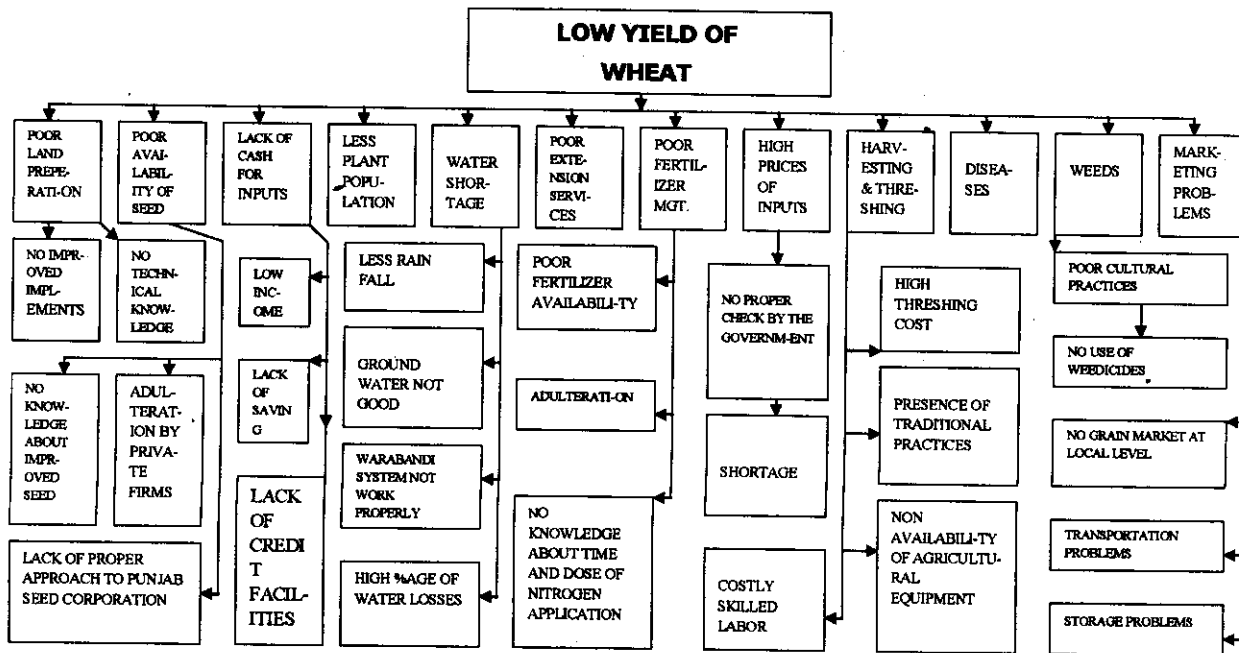 LOW YIELD OF
WHEAT
POOR
LAND
PREPE-
RATI-ON
POOR
AVAI-
LABIL-
ITY OF
SEED
LACK OF
CASH
FOR
INPUTS
LESS
PLANT
POPU-
LATION
WATER
SHOR-
TAGE
POOR
EXTE-
NSION
SERVI-
CES
POOR
FERTIL-
IZER
MGT.
HIGH
PRICES
OF
INPUTS
HARV-
ESTING
& THRE-
SHING
DISEA-
SES
WEEDS
MAR-
KETING
PROB-
LEMS
NO IMPR-
OVED
IMPL-
EMENTS
NO
TECHN-
ICAL
KNOW-
LEDGE
LOW
INC-
OME
LESS RAIN
FALL
POOR
FERTILIZER
AVAILABILI-TY
NO PROPER
CHECK BY THE
GOVERNM-ENT
HIGH
THRESHING
COST
POOR CULTURAL
PRACTICES
NO
KNOW-
LEDGE
ABOUT
IMPR-
OVED
SEED
ADUL-
TERAT-
ION BY
PRIVA-
TE
FIRMS
LACK
OF
SAVIN
G
GROUND
WATER NOT
GOOD
ADULTERATI-ON
SHORTAGE
PRESENCE OF
TRADITIONAL
PRACTICES
NO USE OF
WEEDICIDES
NO GRAIN MARKET AT
LOCAL LEVEL
LACK OF PROPER
APPROACH TO PUNJAB
SEED CORPORATION
LACK
OF
CREDI
T
FACIL-
ITIES
WARABANDI
SYSTEM NOT
WORK
PROPERLY
HIGH %AGE OF
WATER LOSSES
NO
KNOWLEDGE
ABOUT TIME
AND DOSE OF
NITROGEN
APPLICATION
COSTLY
SKILLED
LABOR
NON
AVAILABILI-TY
OF AGRICULTU-
RAL
EQUIPMENT
TRANSPORTATION
PROBLEMS
STORAGE PROBLEMS